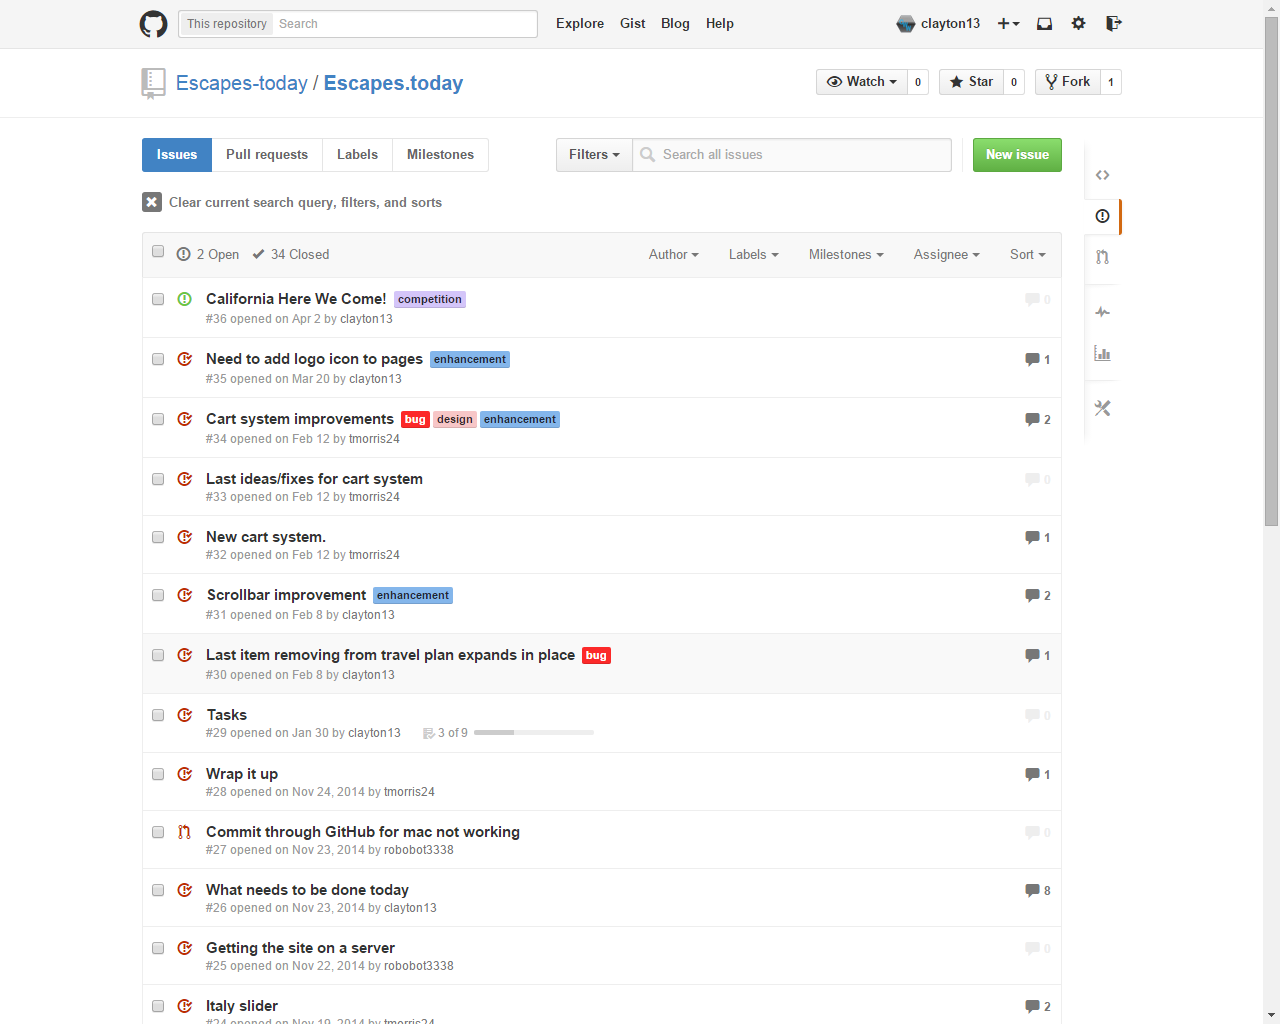 This repository Search Explore Gist Blog Help clayton13
Escapes-today / Escapes.today Watch 0 Star 0 Fork 1
Issues Pull requests Labels Milestones Filters Search all issues New issue
Clear current search query, filters, and sorts
2 Open 34 Closed Author Labels Milestones Assignee Sort
California Here We Come! competition 0
#36 opened on Apr 2 by clayton13
Need to add logo icon to pages enhancement 1
#35 opened on Mar 20 by clayton13
Cart system improvements bug design enhancement 2
#34 opened on Feb 12 by tmorris24
Last ideas/fixes for cart system 0
#33 opened on Feb 12 by tmorris24
New cart system. 1
#32 opened on Feb 12 by tmorris24
Scrollbar improvement enhancement 2
#31 opened on Feb 8 by clayton13
Last item removing from travel plan expands in place bug 1
#30 opened on Feb 8 by clayton13
Tasks 0
#29 opened on Jan 30 by clayton13 3 of 9
Wrap it up 1
#28 opened on Nov 24, 2014 by tmorris24
Commit through GitHub for mac not working 0
#27 opened on Nov 23, 2014 by robobot3338
What needs to be done today 8
#26 opened on Nov 23, 2014 by clayton13
Getting the site on a server 0
#25 opened on Nov 22, 2014 by robobot3338
Italy slider 2
#24 opened on Nov 19, 2014 by tmorris24